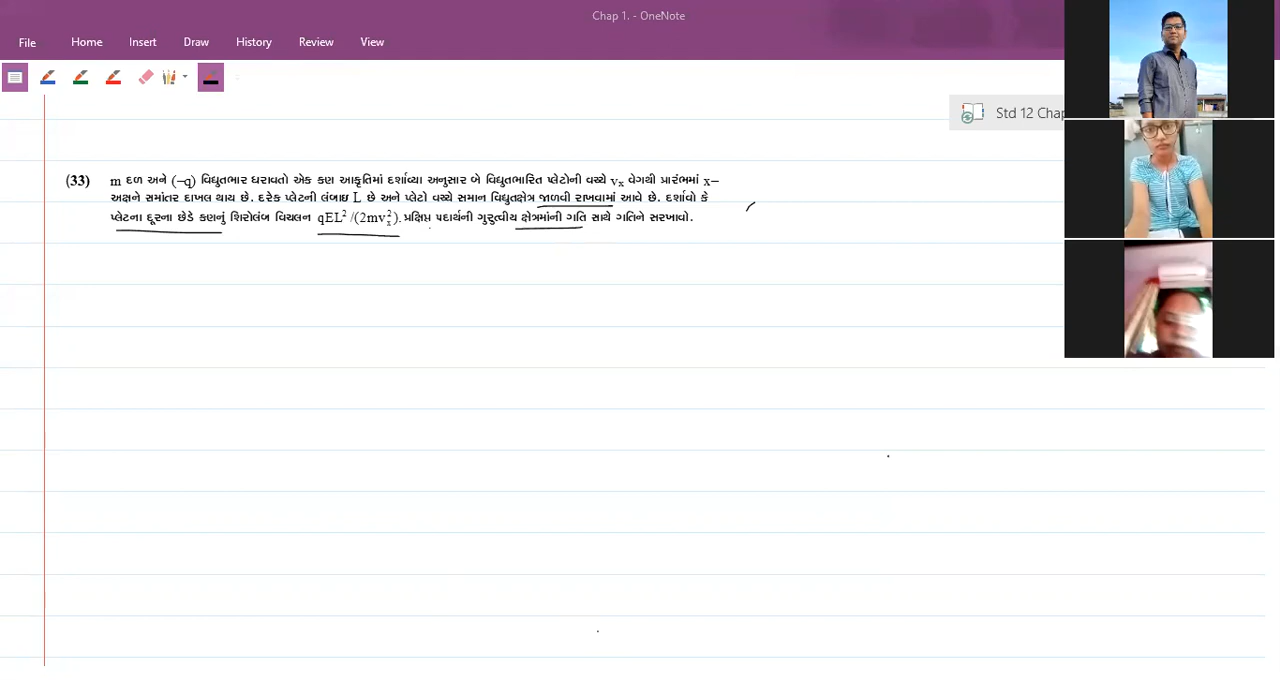 Chap 1. - OneNote
File Home Insert Draw History Review View
Std 12 Chap
(33) m દળ અને (–q) વિદ્યુતભાર ધરાવતો એક કણ આકૃતિમાં દર્શાવ્યા અનુસાર બે વિદ્યુતભારિત પ્લેટોની વચ્ચે vₓ વેગથી પ્રારંભમાં x–
અક્ષને સમાંતર દાખલ થાય છે. દરેક પ્લેટની લંબાઇ L છે અને પ્લેટો વચ્ચે સમાન વિદ્યુતક્ષેત્ર જાળવી રાખવામાં આવે છે. દર્શાવો કે
પ્લેટના દૂરના છેડે કણનું શિરોલંબ વિચલન qEL²/(2mvₓ²). પ્રક્ષિપ્ત પદાર્થની ગુરુત્વીય ક્ષેત્રમાંની ગતિ સાથે ગતિને સરખાવો.